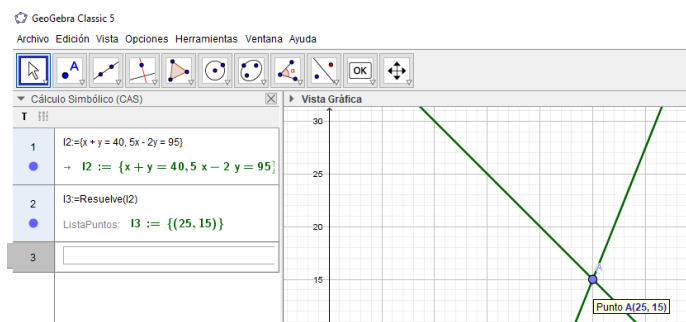 GeoGebra Classic 5
Archivo Edición Vista Opciones Herramientas Ventana Ayuda
A
α
OK
Cálculo Simbólico (CAS)
Vista Gráfica
T
1
l2:={x + y = 40, 5x - 2y = 95}
→ l2 := {x + y = 40, 5 x − 2 y = 95}
2
l3:=Resuelve(l2)
ListaPuntos: l3 := {(25, 15)}
3
30
25
20
15
A
Punto A(25, 15)